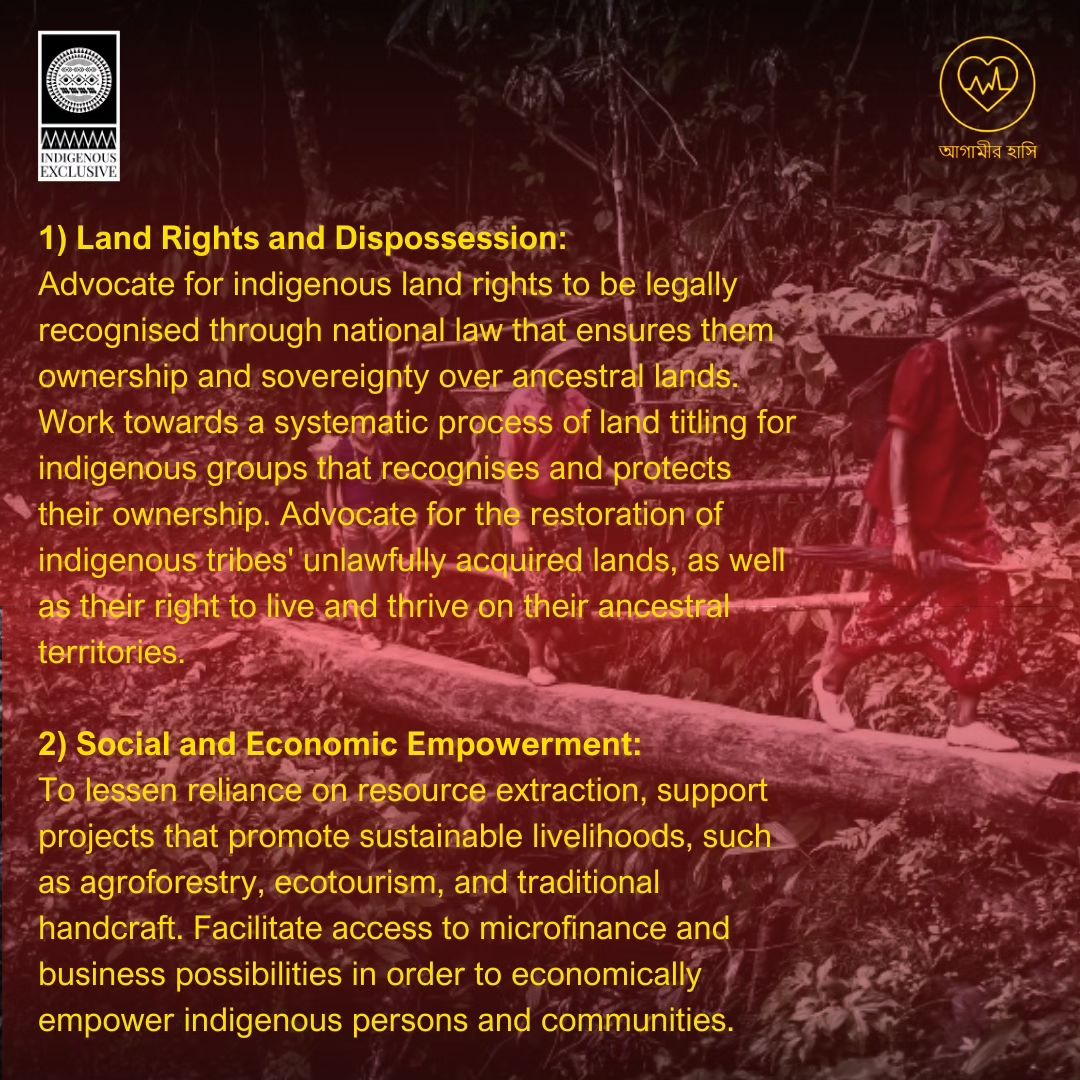 INDIGENOUS
EXCLUSIVE
আগামীর হাসি
1) Land Rights and Dispossession:
Advocate for indigenous land rights to be legally
recognised through national law that ensures them
ownership and sovereignty over ancestral lands.
Work towards a systematic process of land titling for
indigenous groups that recognises and protects
their ownership. Advocate for the restoration of
indigenous tribes' unlawfully acquired lands, as well
as their right to live and thrive on their ancestral
territories.
2) Social and Economic Empowerment:
To lessen reliance on resource extraction, support
projects that promote sustainable livelihoods, such
as agroforestry, ecotourism, and traditional
handcraft. Facilitate access to microfinance and
business possibilities in order to economically
empower indigenous persons and communities.